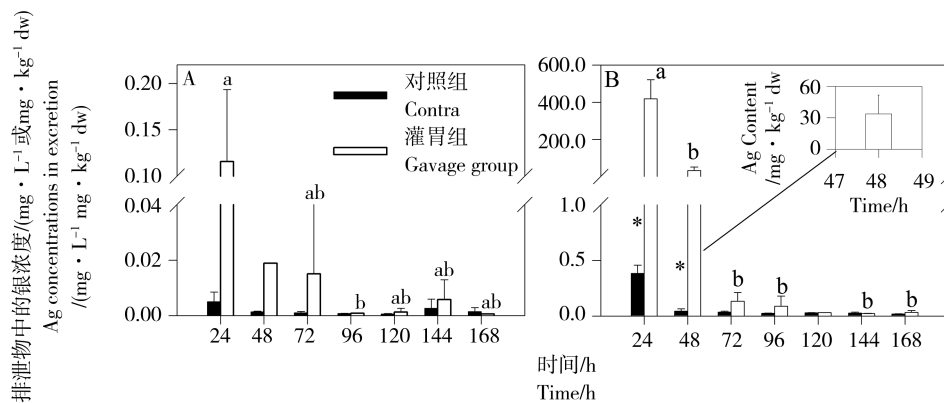 排泄物中的银浓度/(mg·L⁻¹或mg·kg⁻¹ dw)
Ag concentrations in excretion
/(mg·L⁻¹ mg·kg⁻¹ dw)
A
a
对照组
Contra
灌胃组
Gavage group
0.20
0.15
0.10
0.04
0.02
0.00
ab
b
ab
ab
ab
24 48 72 96 120 144 168
B
a
b
600.0
400.0
200.0
1.0
0.5
0.0
*
*
b
b
b
b
24 48 72 96 120 144 168
Ag Content
/mg·kg⁻¹ dw
60
30
0
47 48 49
Time/h
时间/h
Time/h